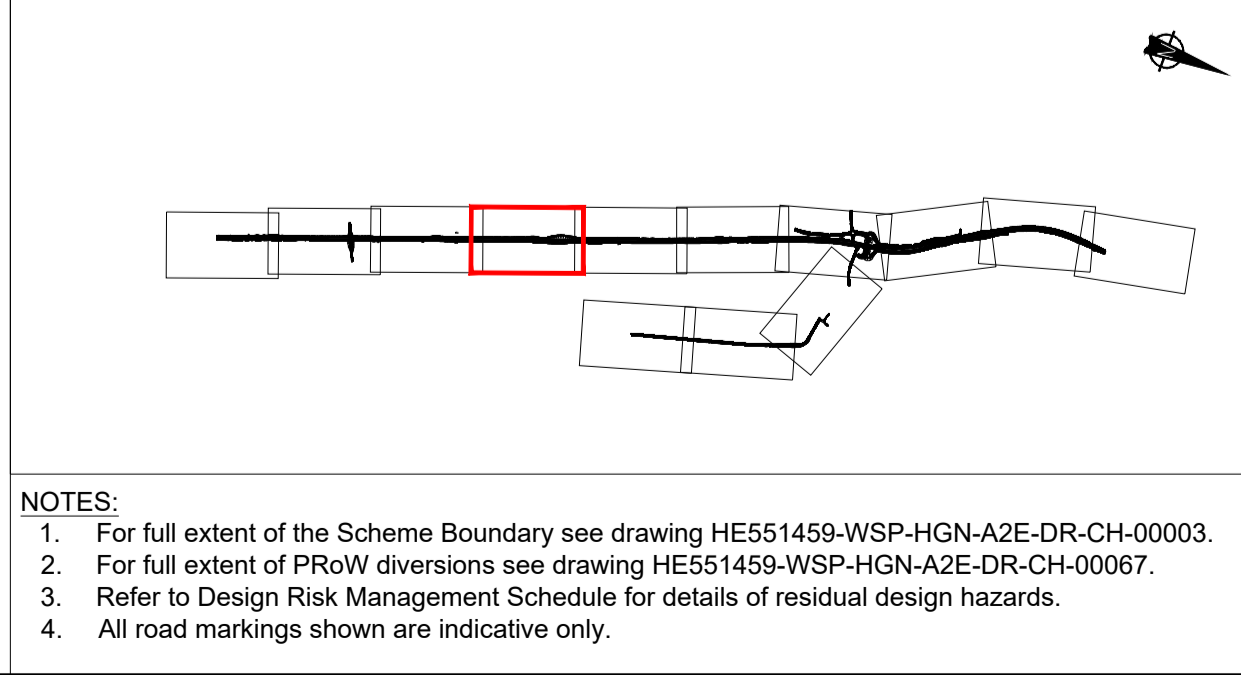 N
NOTES:
1. For full extent of the Scheme Boundary see drawing HE551459-WSP-HGN-A2E-DR-CH-00003.
2. For full extent of PRoW diversions see drawing HE551459-WSP-HGN-A2E-DR-CH-00067.
3. Refer to Design Risk Management Schedule for details of residual design hazards.
4. All road markings shown are indicative only.